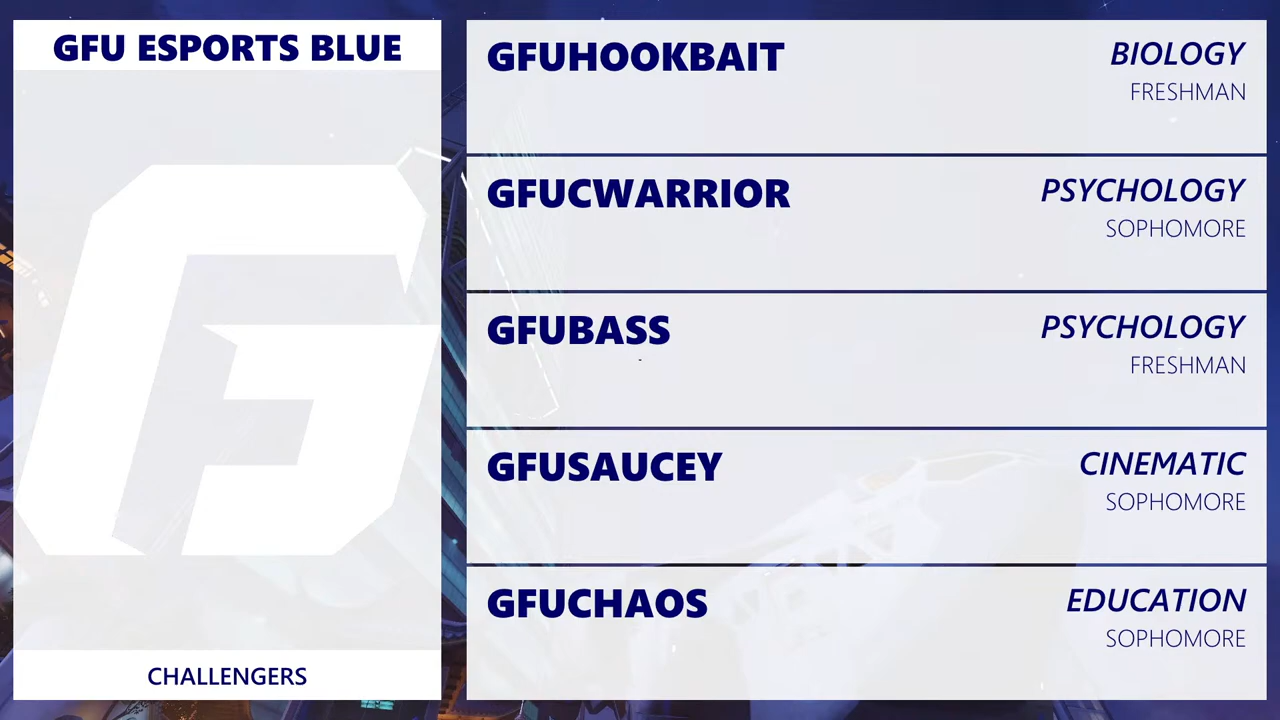 GFU ESPORTS BLUE
CHALLENGERS
GFUHOOKBAIT
BIOLOGY
FRESHMAN
GFUCWARRIOR
PSYCHOLOGY
SOPHOMORE
GFUBASS
PSYCHOLOGY
FRESHMAN
GFUSAUCEY
CINEMATIC
SOPHOMORE
GFUCHAOS
EDUCATION
SOPHOMORE